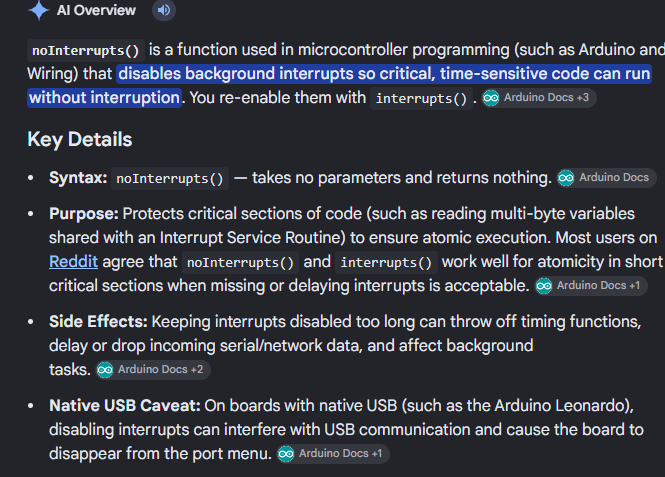 AI Overview
noInterrupts() is a function used in microcontroller programming (such as Arduino and
Wiring) that disables background interrupts so critical, time-sensitive code can run
without interruption. You re-enable them with interrupts(). Arduino Docs +3
Key Details
• Syntax: noInterrupts() — takes no parameters and returns nothing. Arduino Docs
• Purpose: Protects critical sections of code (such as reading multi-byte variables
shared with an Interrupt Service Routine) to ensure atomic execution. Most users on
Reddit agree that noInterrupts() and interrupts() work well for atomicity in short
critical sections when missing or delaying interrupts is acceptable. Arduino Docs +1
• Side Effects: Keeping interrupts disabled too long can throw off timing functions,
delay or drop incoming serial/network data, and affect background
tasks. Arduino Docs +2
• Native USB Caveat: On boards with native USB (such as the Arduino Leonardo),
disabling interrupts can interfere with USB communication and cause the board to
disappear from the port menu. Arduino Docs +1